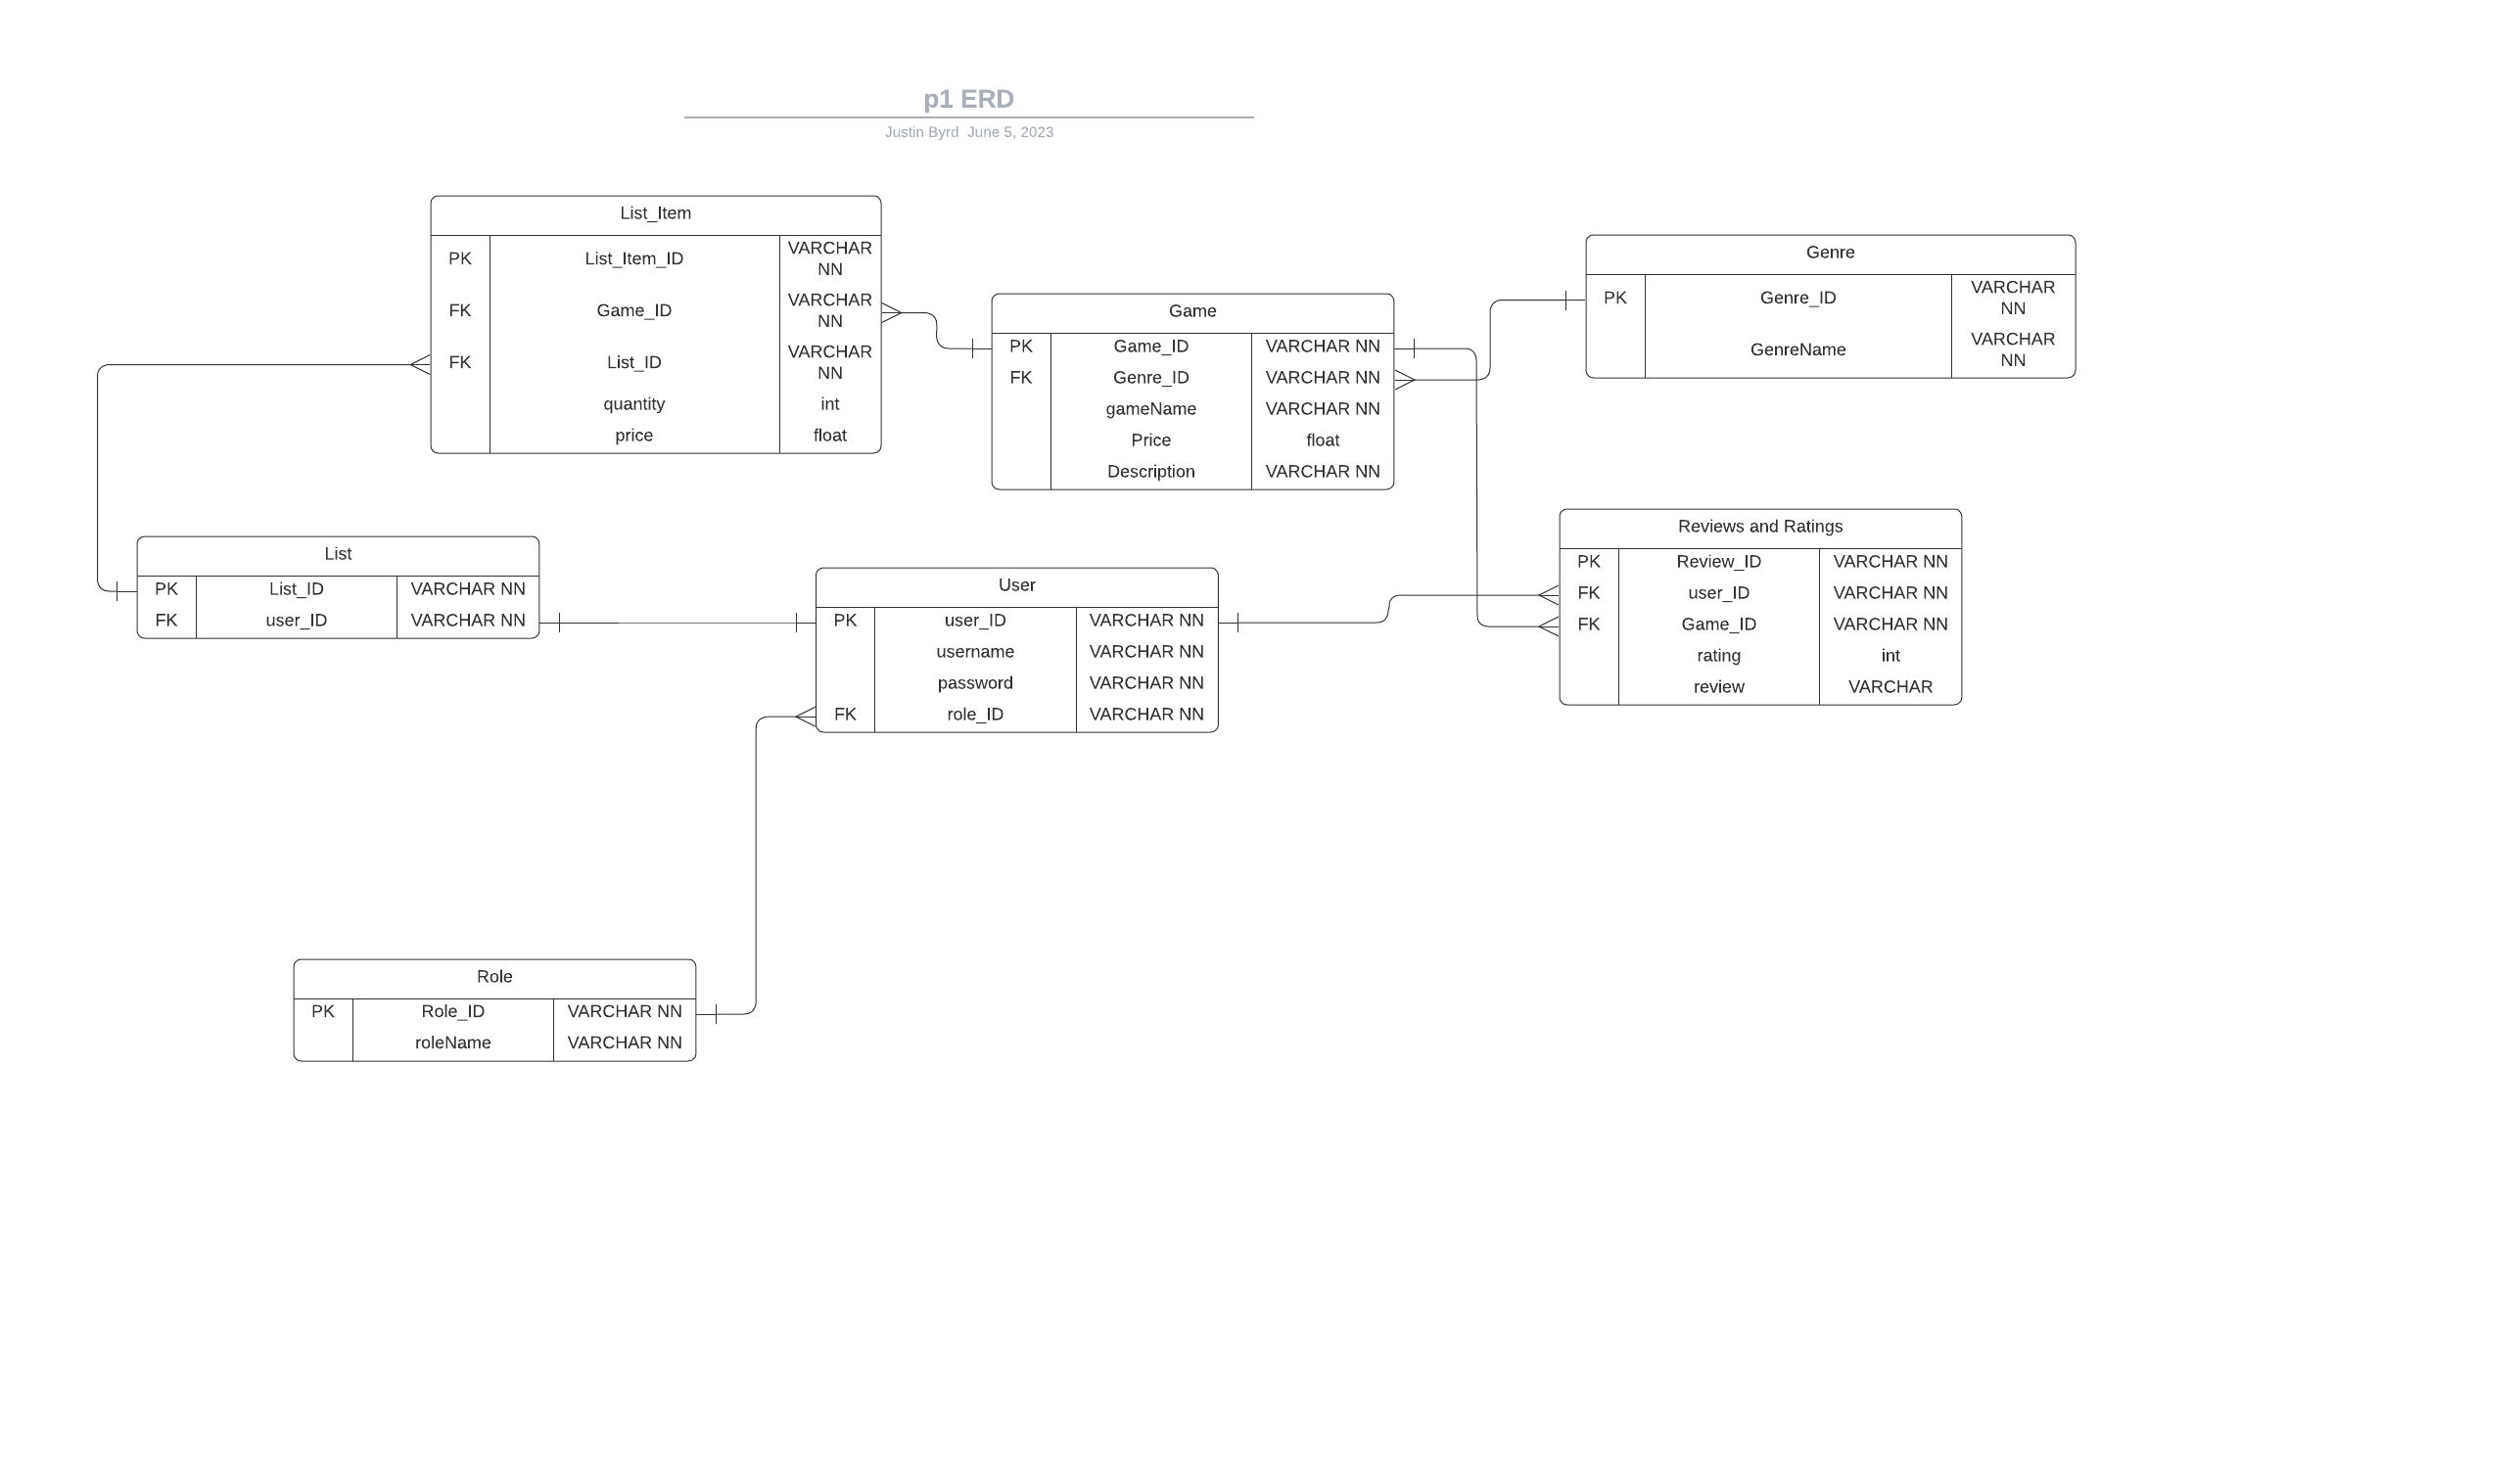 p1 ERD
Justin Byrd  June 5, 2023
List_Item
PK List_Item_ID VARCHAR
NN
FK Game_ID VARCHAR
NN
FK List_ID VARCHAR
NN
quantity int
price float
Game
PK Game_ID VARCHAR NN
FK Genre_ID VARCHAR NN
gameName VARCHAR NN
Price float
Description VARCHAR NN
Genre
PK Genre_ID VARCHAR
NN
GenreName VARCHAR
NN
List
PK List_ID VARCHAR NN
FK user_ID VARCHAR NN
User
PK user_ID VARCHAR NN
username VARCHAR NN
password VARCHAR NN
FK role_ID VARCHAR NN
Reviews and Ratings
PK Review_ID VARCHAR NN
FK user_ID VARCHAR NN
FK Game_ID VARCHAR NN
rating int
review VARCHAR
Role
PK Role_ID VARCHAR NN
roleName VARCHAR NN